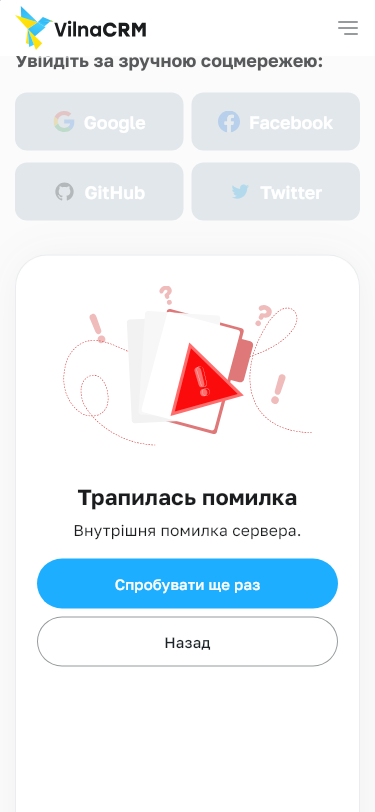 VilnaCRM
Увійдіть за зручною соцмережею:
Google
Facebook
GitHub
Twitter
Трапилась помилка
Внутрішня помилка сервера.
Спробувати ще раз
Назад